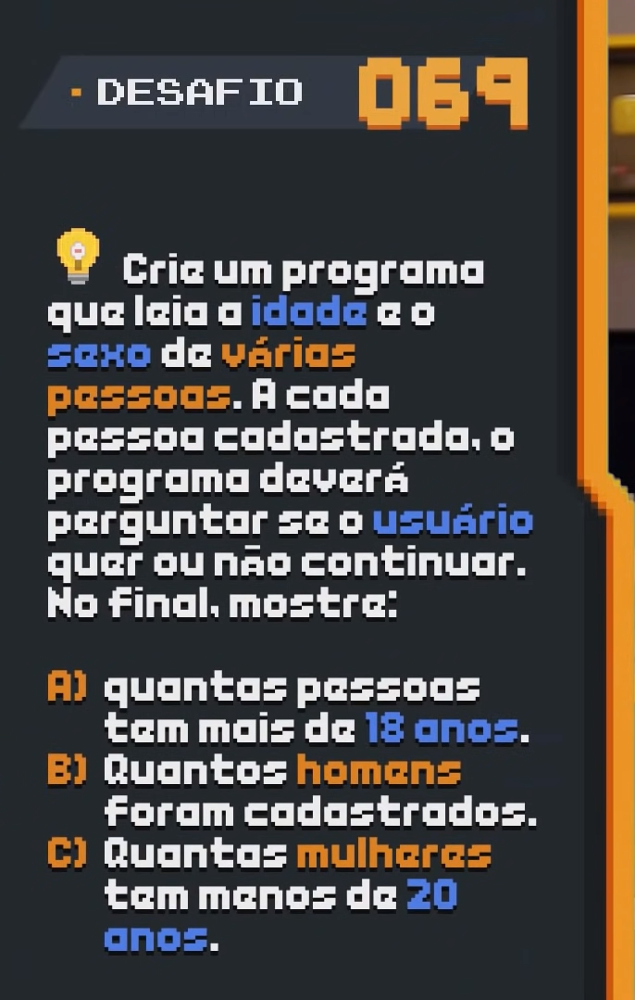 DESAFIO 069
Crie um programa
que leia a idade e o
sexo de várias
pessoas. A cada
pessoa cadastrada, o
programa deverá
perguntar se o usuário
quer ou não continuar.
No final, mostre:
A) quantas pessoas
tem mais de 18 anos.
B) Quantos homens
foram cadastrados.
C) Quantas mulheres
tem menos de 20
anos.